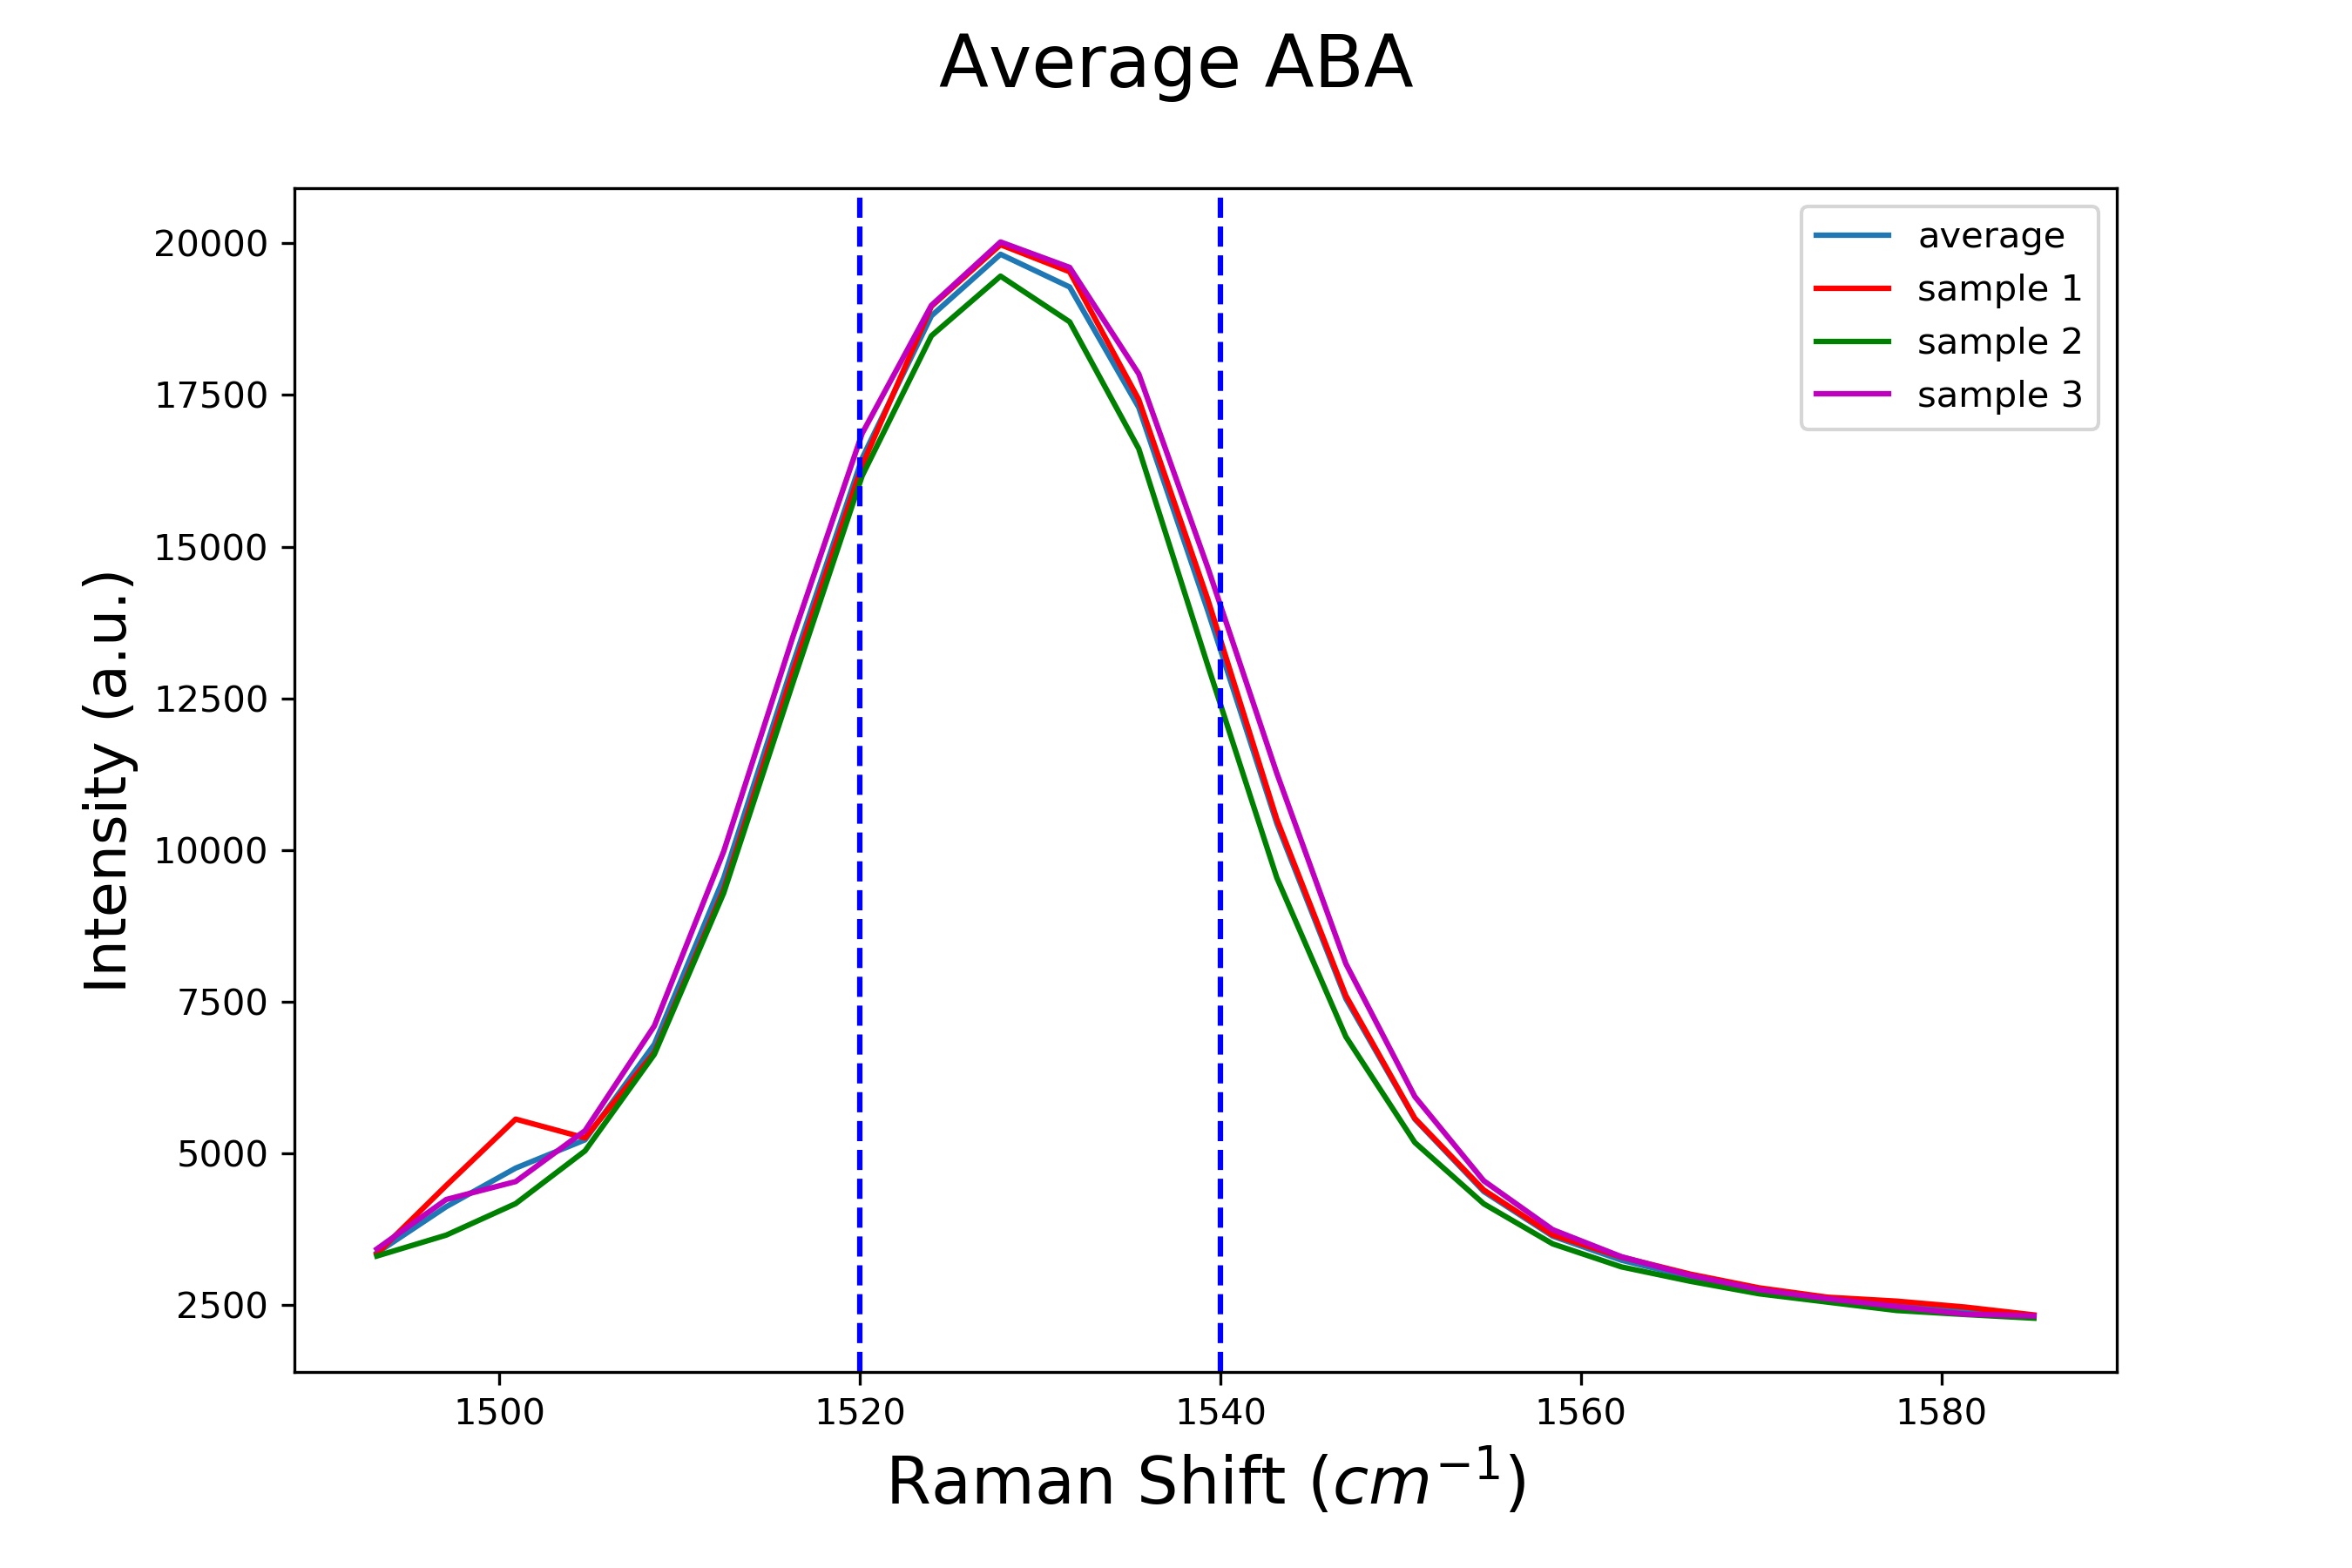 Average ABA
average
sample 1
sample 2
sample 3
20000
17500
15000
12500
10000
7500
5000
2500
Intensity (a.u.)
1500 1520 1540 1560 1580
Raman Shift (cm⁻¹)